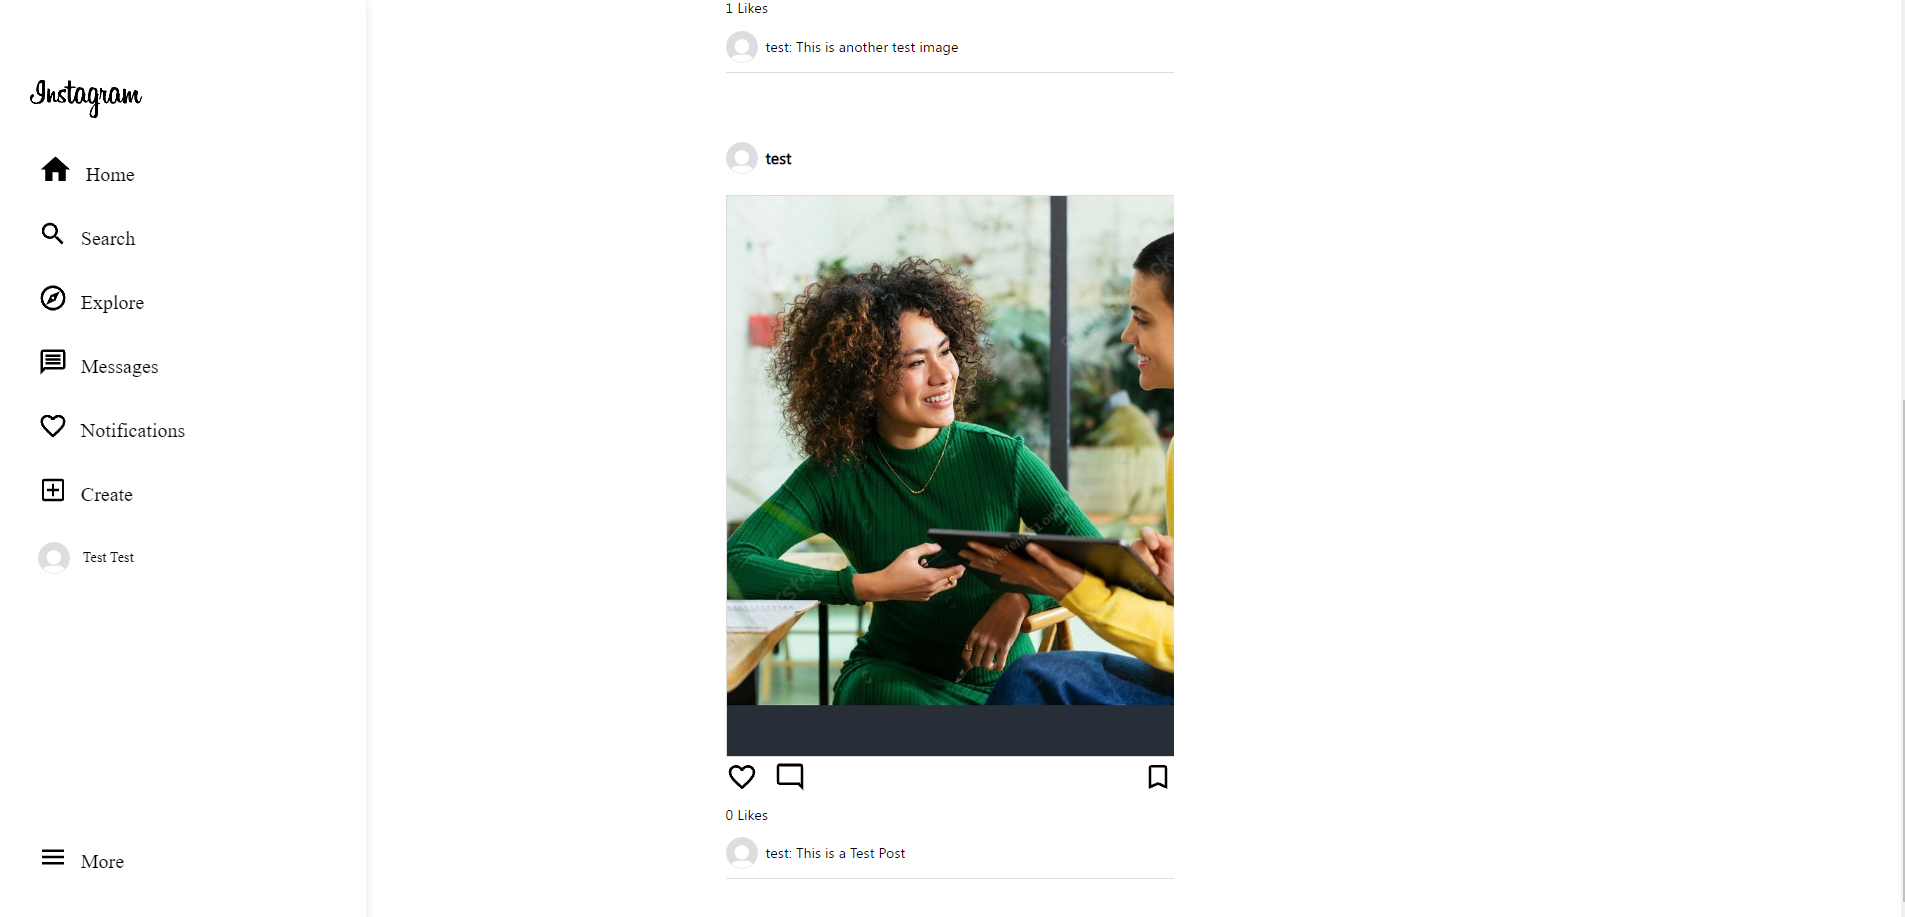 Instagram
Home
Search
Explore
Messages
Notifications
Create
Test Test
More
1 Likes
test: This is another test image
test
0 Likes
test: This is a Test Post